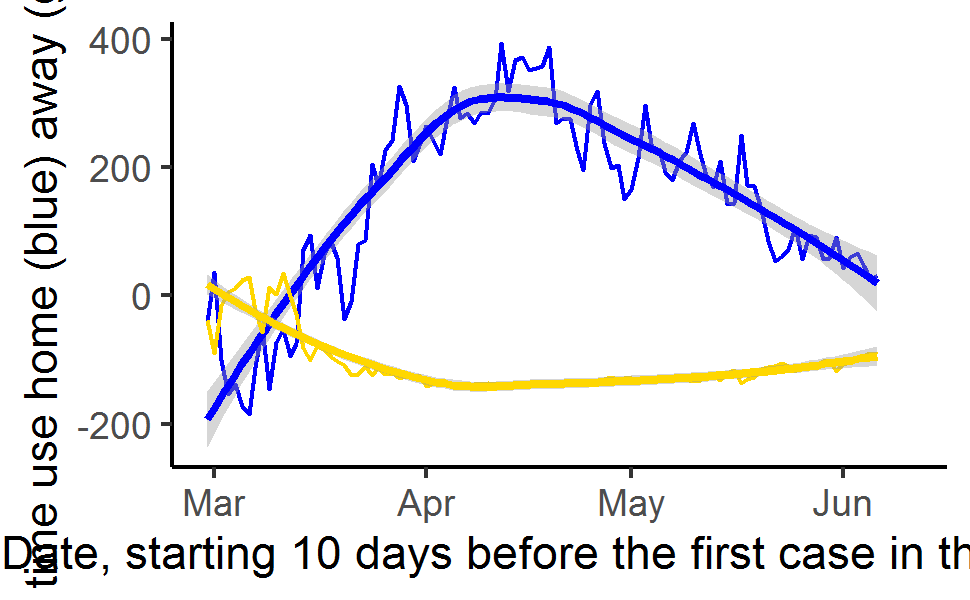 time use home (blue) away (
400
200
0
-200
Mar Apr May Jun
Date, starting 10 days before the first case in th